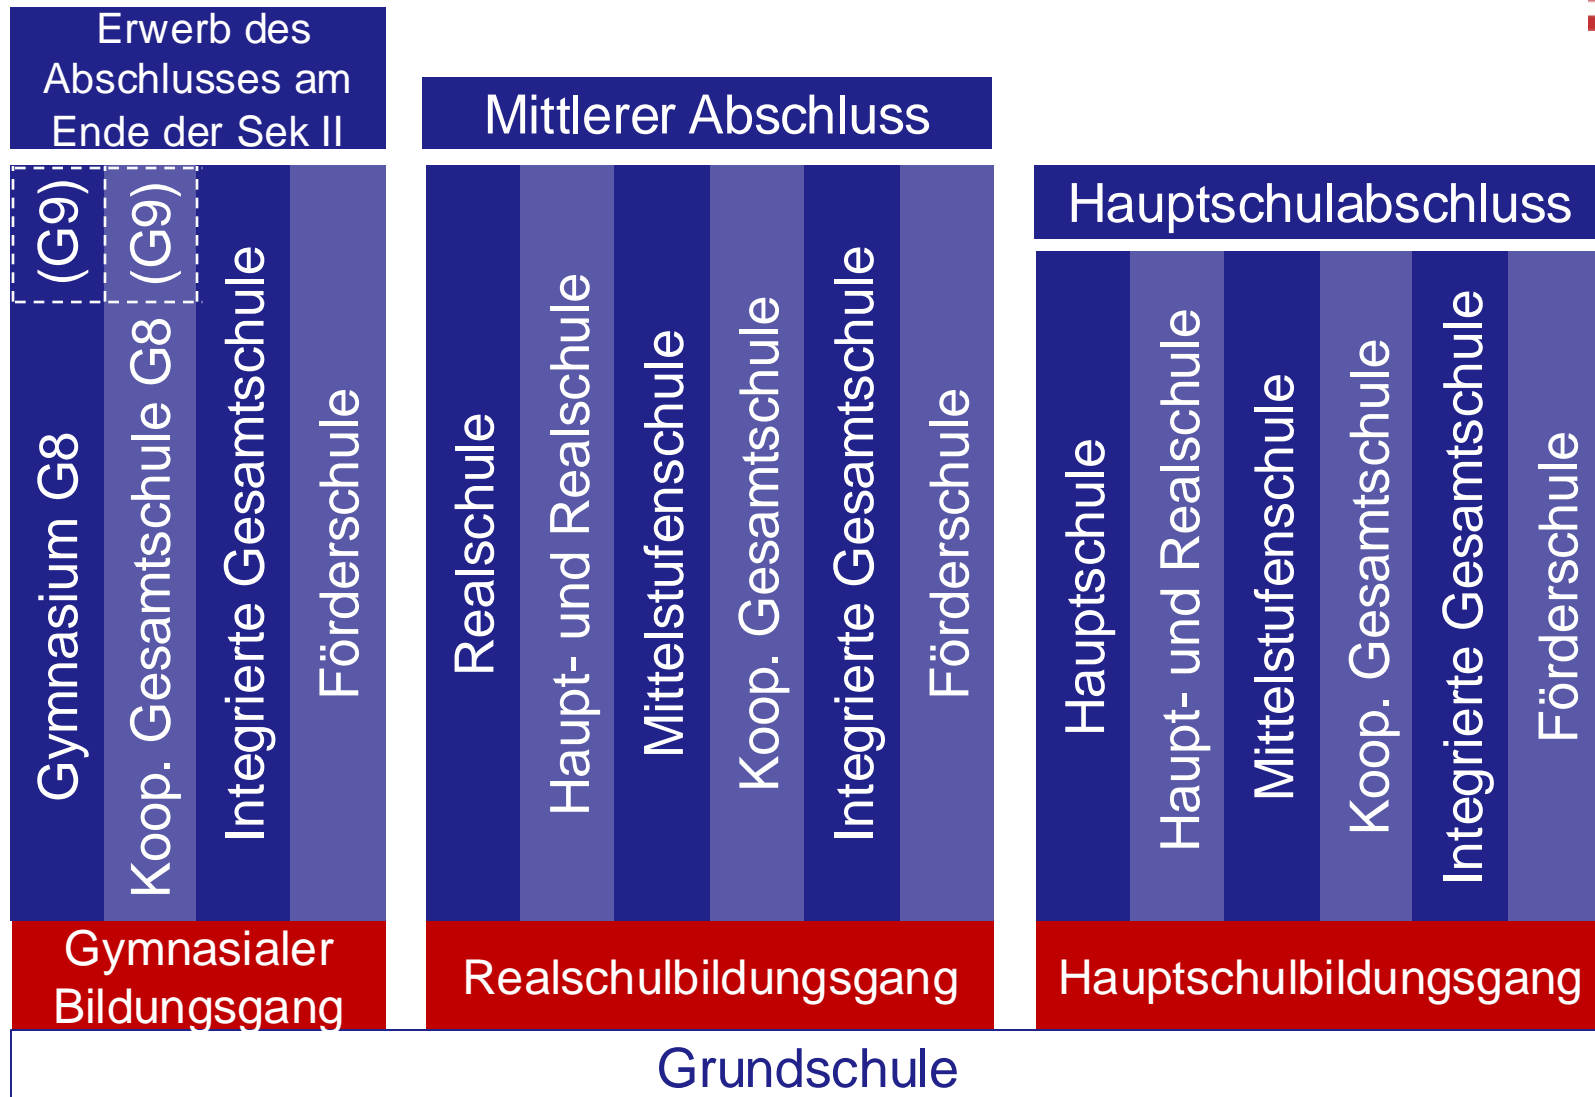 Erwerb des
Abschlusses am
Ende der Sek II
Mittlerer Abschluss
Hauptschulabschluss
Gymnasium G8 (G9)
Koop. Gesamtschule G8 (G9)
Integrierte Gesamtschule
Förderschule
Realschule
Haupt- und Realschule
Mittelstufenschule
Koop. Gesamtschule
Integrierte Gesamtschule
Förderschule
Hauptschule
Haupt- und Realschule
Mittelstufenschule
Koop. Gesamtschule
Integrierte Gesamtschule
Förderschule
Gymnasialer
Bildungsgang
Realschulbildungsgang
Hauptschulbildungsgang
Grundschule